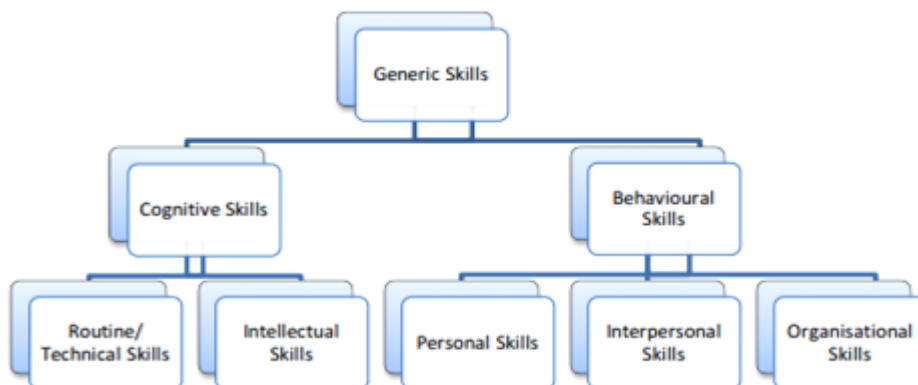 Generic Skills
Cognitive Skills
Behavioural
Skills
Routine/
Technical Skills
Intellectual
Skills
Personal Skills
Interpersonal
Skills
Organisational
Skills